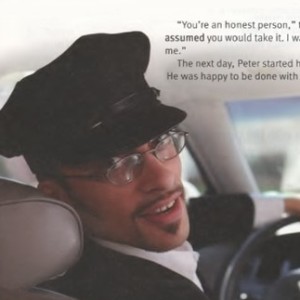 "You're an honest person,"
assumed you would take it. I wa
me."
The next day, Peter started h
He was happy to be done with